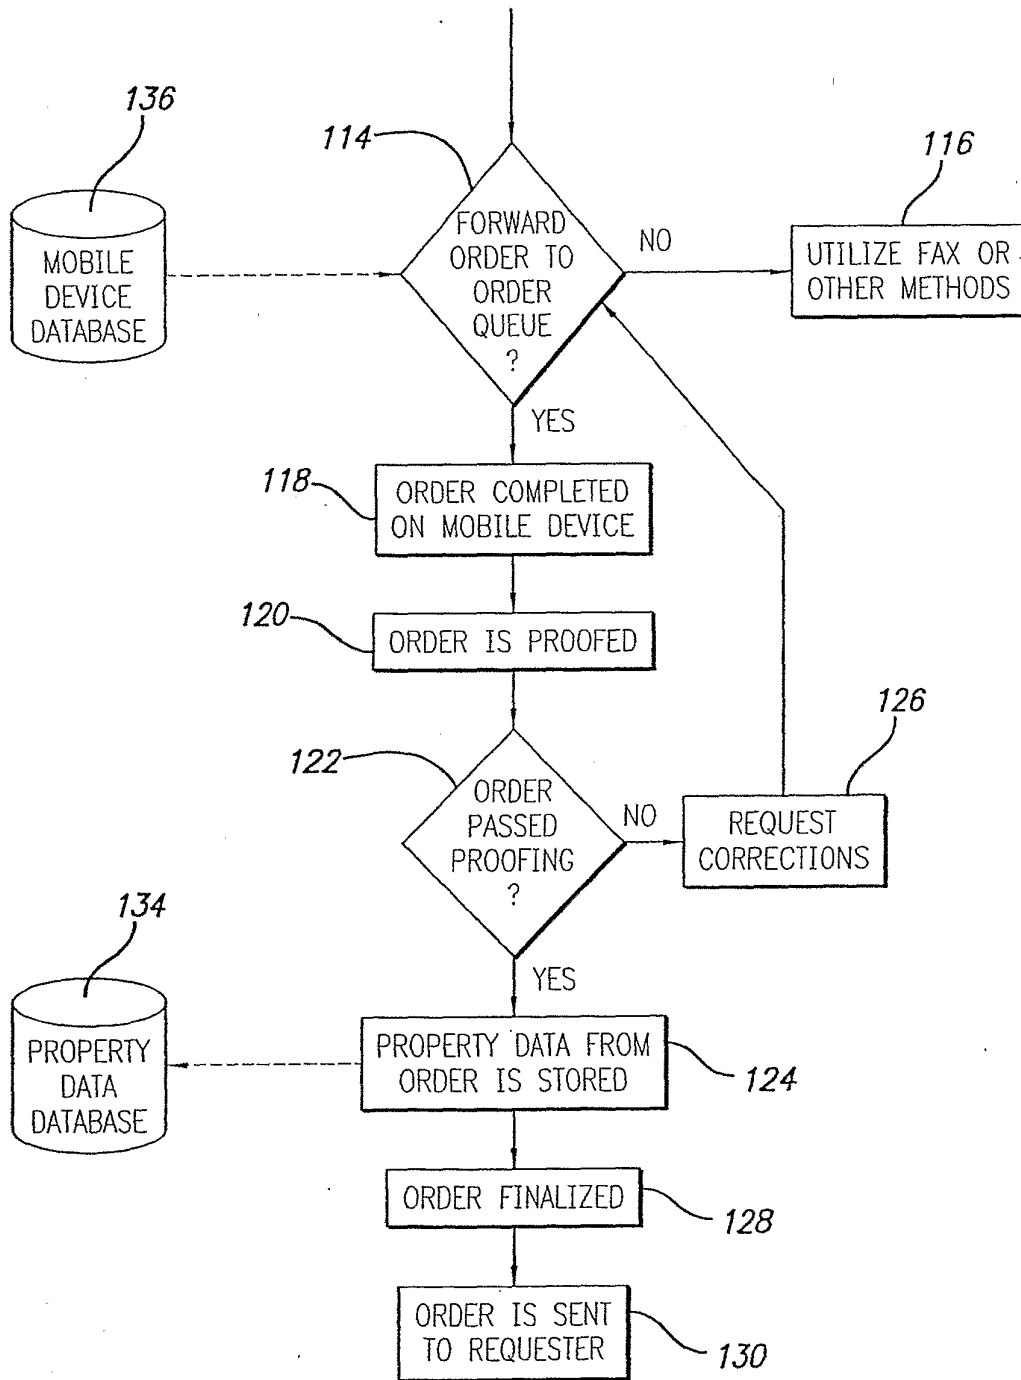 136
114
116
MOBILE
DEVICE
DATABASE
FORWARD
ORDER TO
ORDER
QUEUE
?
NO
UTILIZE FAX OR
OTHER METHODS
YES
118
ORDER COMPLETED
ON MOBILE DEVICE
120
ORDER IS PROOFED
122
ORDER
PASSED
PROOFING
?
NO
126
REQUEST
CORRECTIONS
YES
134
PROPERTY
DATA
DATABASE
PROPERTY DATA FROM
ORDER IS STORED
124
ORDER FINALIZED
128
ORDER IS SENT
TO REQUESTER
130